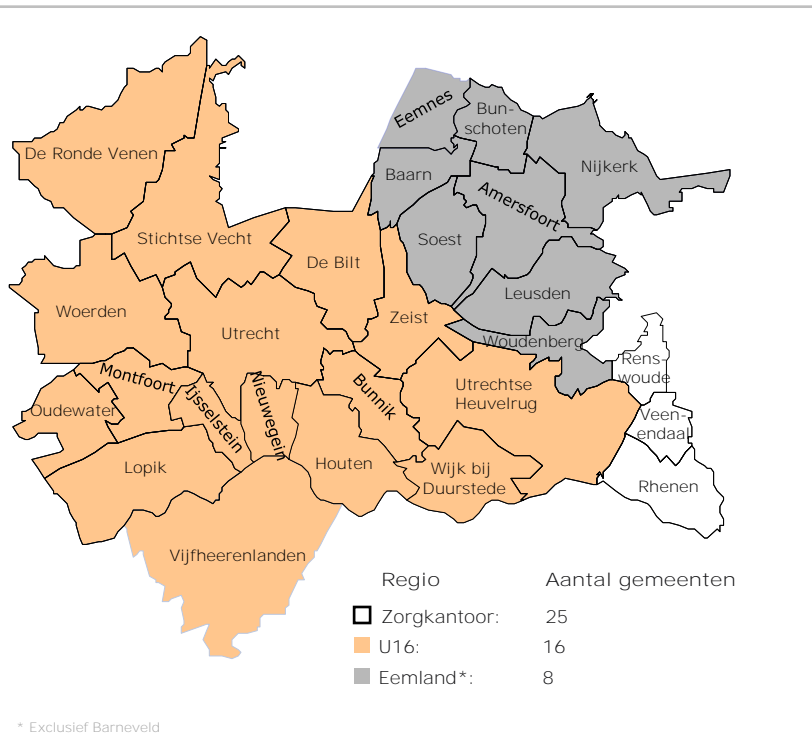 Eemnes
Bun-
schoten
De Ronde Venen
Nijkerk
Baarn
Amersfoort
Stichtse Vecht
Soest
De Bilt
Leusden
Woerden
Zeist
Utrecht
Woudenberg
Rens-
woude
Montfoort
Utrechtse
Heuvelrug
Bunnik
Nieuwegein
Ijsselstein
Oudewater
Veen-
endaal
Lopik
Houten
Wijk bij
Duurstede
Rhenen
Vijfheerenlanden
Regio Aantal gemeenten
Zorgkantoor: 25
U16: 16
Eemland*: 8
* Exclusief Barneveld